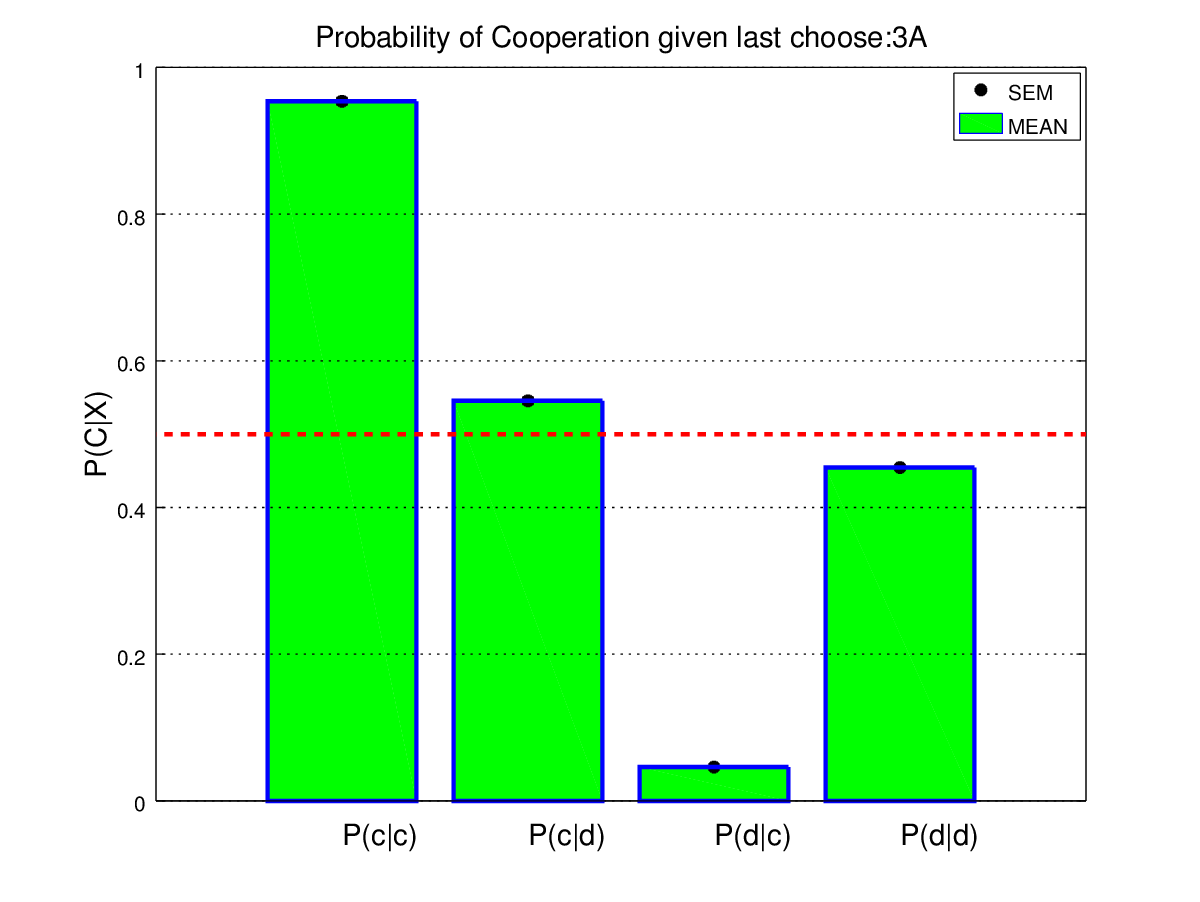 Probability of Cooperation given last choose:3A
SEM
MEAN
1
0.8
0.6
0.4
0.2
0
P(C|X)
P(c|c)
P(c|d)
P(d|c)
P(d|d)